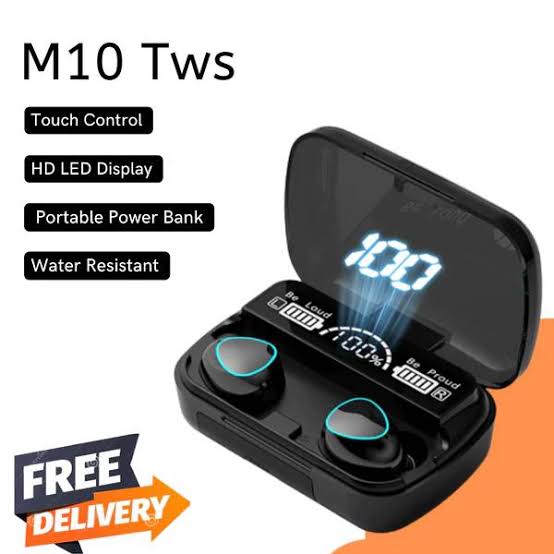 M10 Tws
Touch Control
HD LED Display
Portable Power Bank
Water Resistant
100
Be Loud
L
100%
Be Proud
R
FREE
DELIVERY